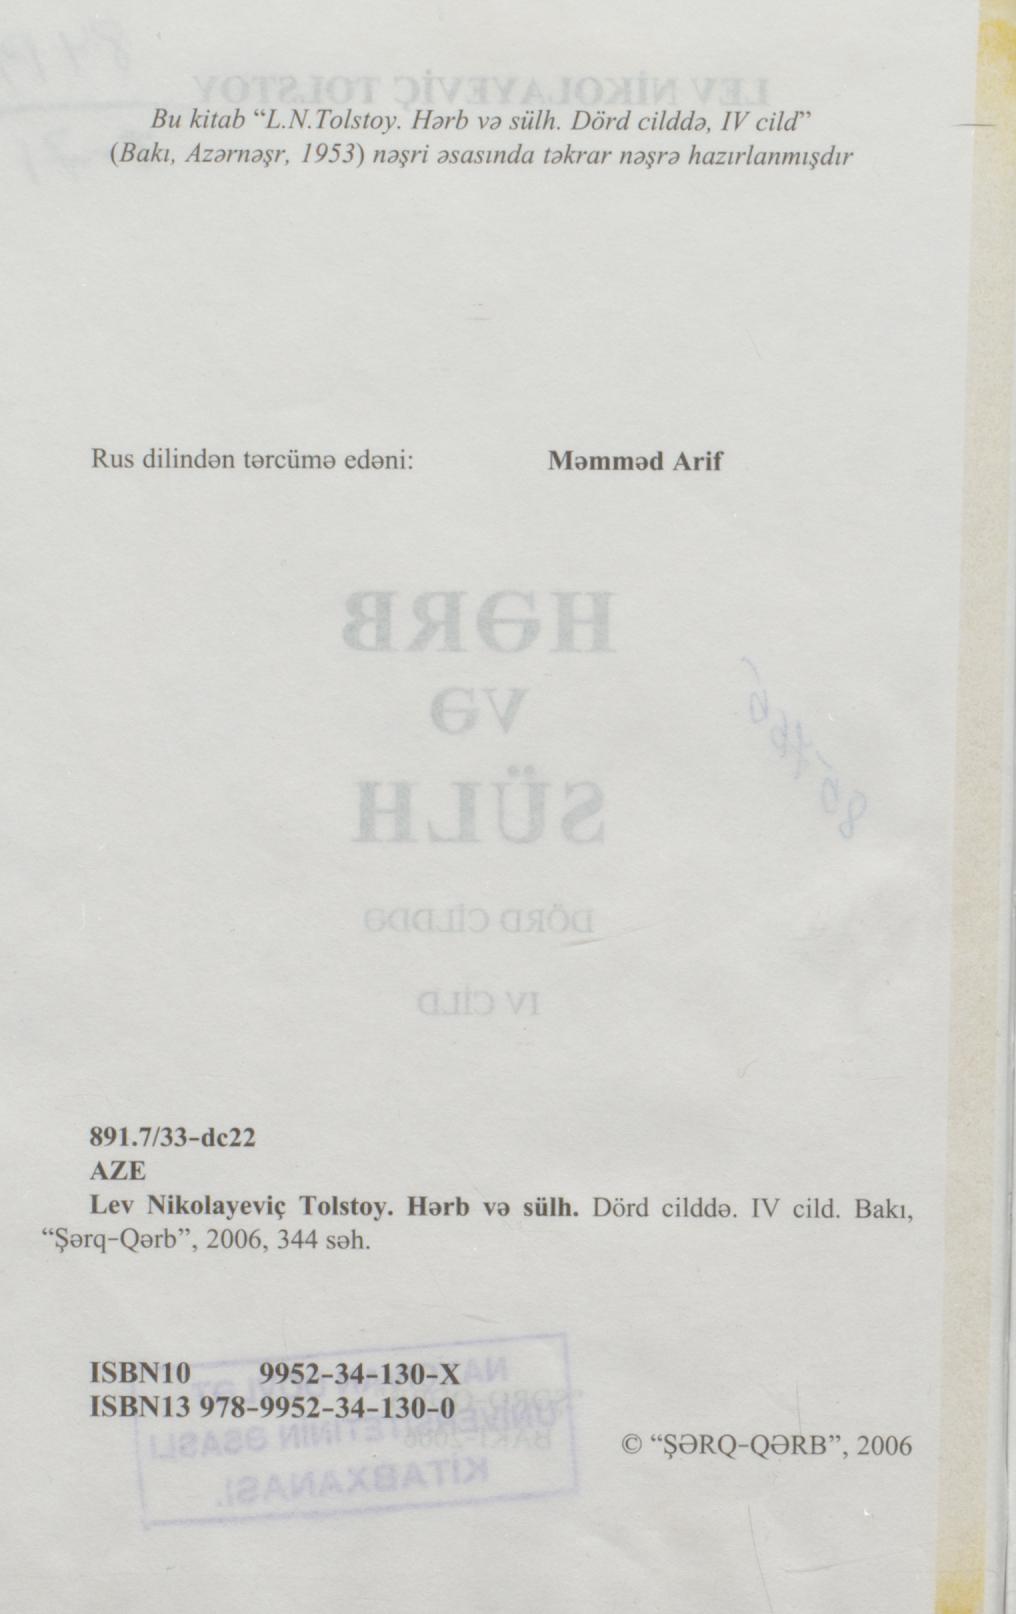 Bu kitab “L.N.Tolstoy. Hərb və sülh. Dörd cilddə, IV cild”
(Bakı, Azərnəşr, 1953) nəşri əsasında təkrar nəşrə hazırlanmışdır
Rus dilindən tərcümə edəni: Məmməd Arif
891.7/33-dc22
AZE
Lev Nikolayeviç Tolstoy. Hərb və sülh. Dörd cilddə. IV cild. Bakı,
“Şərq-Qərb”, 2006, 344 səh.
ISBN10 9952-34-130-X
ISBN13 978-9952-34-130-0
© “ŞƏRQ-QƏRB”, 2006